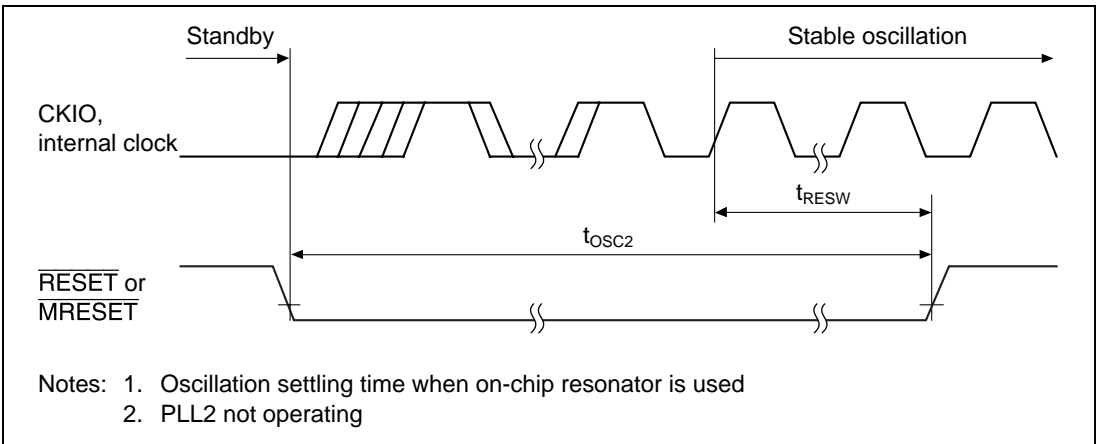 Standby
Stable oscillation
CKIO,
internal clock
tRESW
tOSC2
RESET or
MRESET
Notes: 1. Oscillation settling time when on-chip resonator is used
2. PLL2 not operating